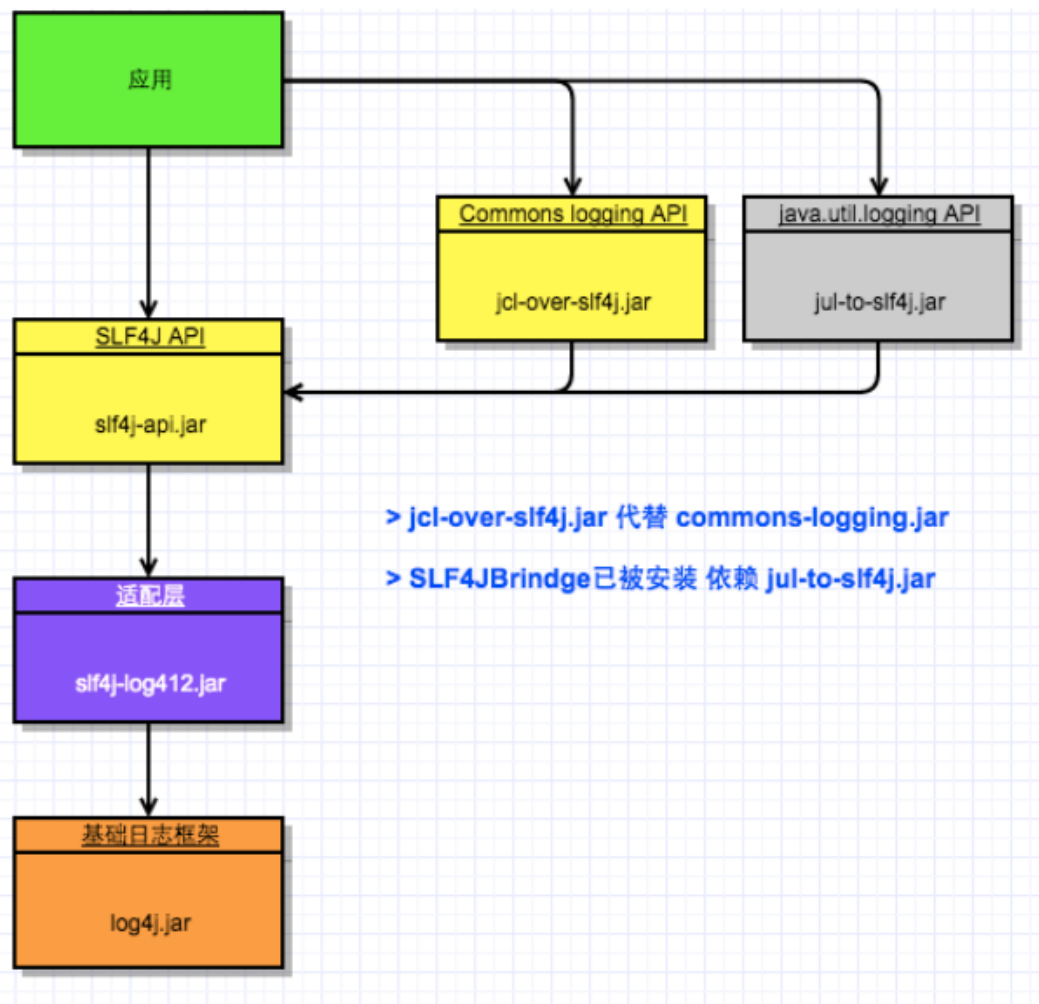 应用
Commons logging API
jcl-over-slf4j.jar
java.util.logging API
jul-to-slf4j.jar
SLF4J API
slf4j-api.jar
> jcl-over-slf4j.jar 代替 commons-logging.jar
> SLF4JBrindge已被安装 依赖 jul-to-slf4j.jar
适配层
slf4j-log412.jar
基础日志框架
log4j.jar